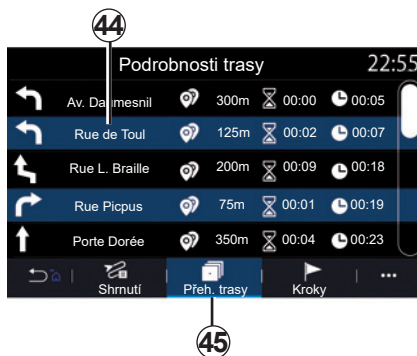 44
Podrobnosti trasy 22:55
Av. Daumesnil 300m 00:00 00:05
Rue de Toul 125m 00:02 00:07
Rue L. Braille 200m 00:09 00:18
Rue Picpus 75m 00:01 00:19
Porte Dorée 350m 00:04 00:23
Shrnutí Přeh. trasy Kroky
45